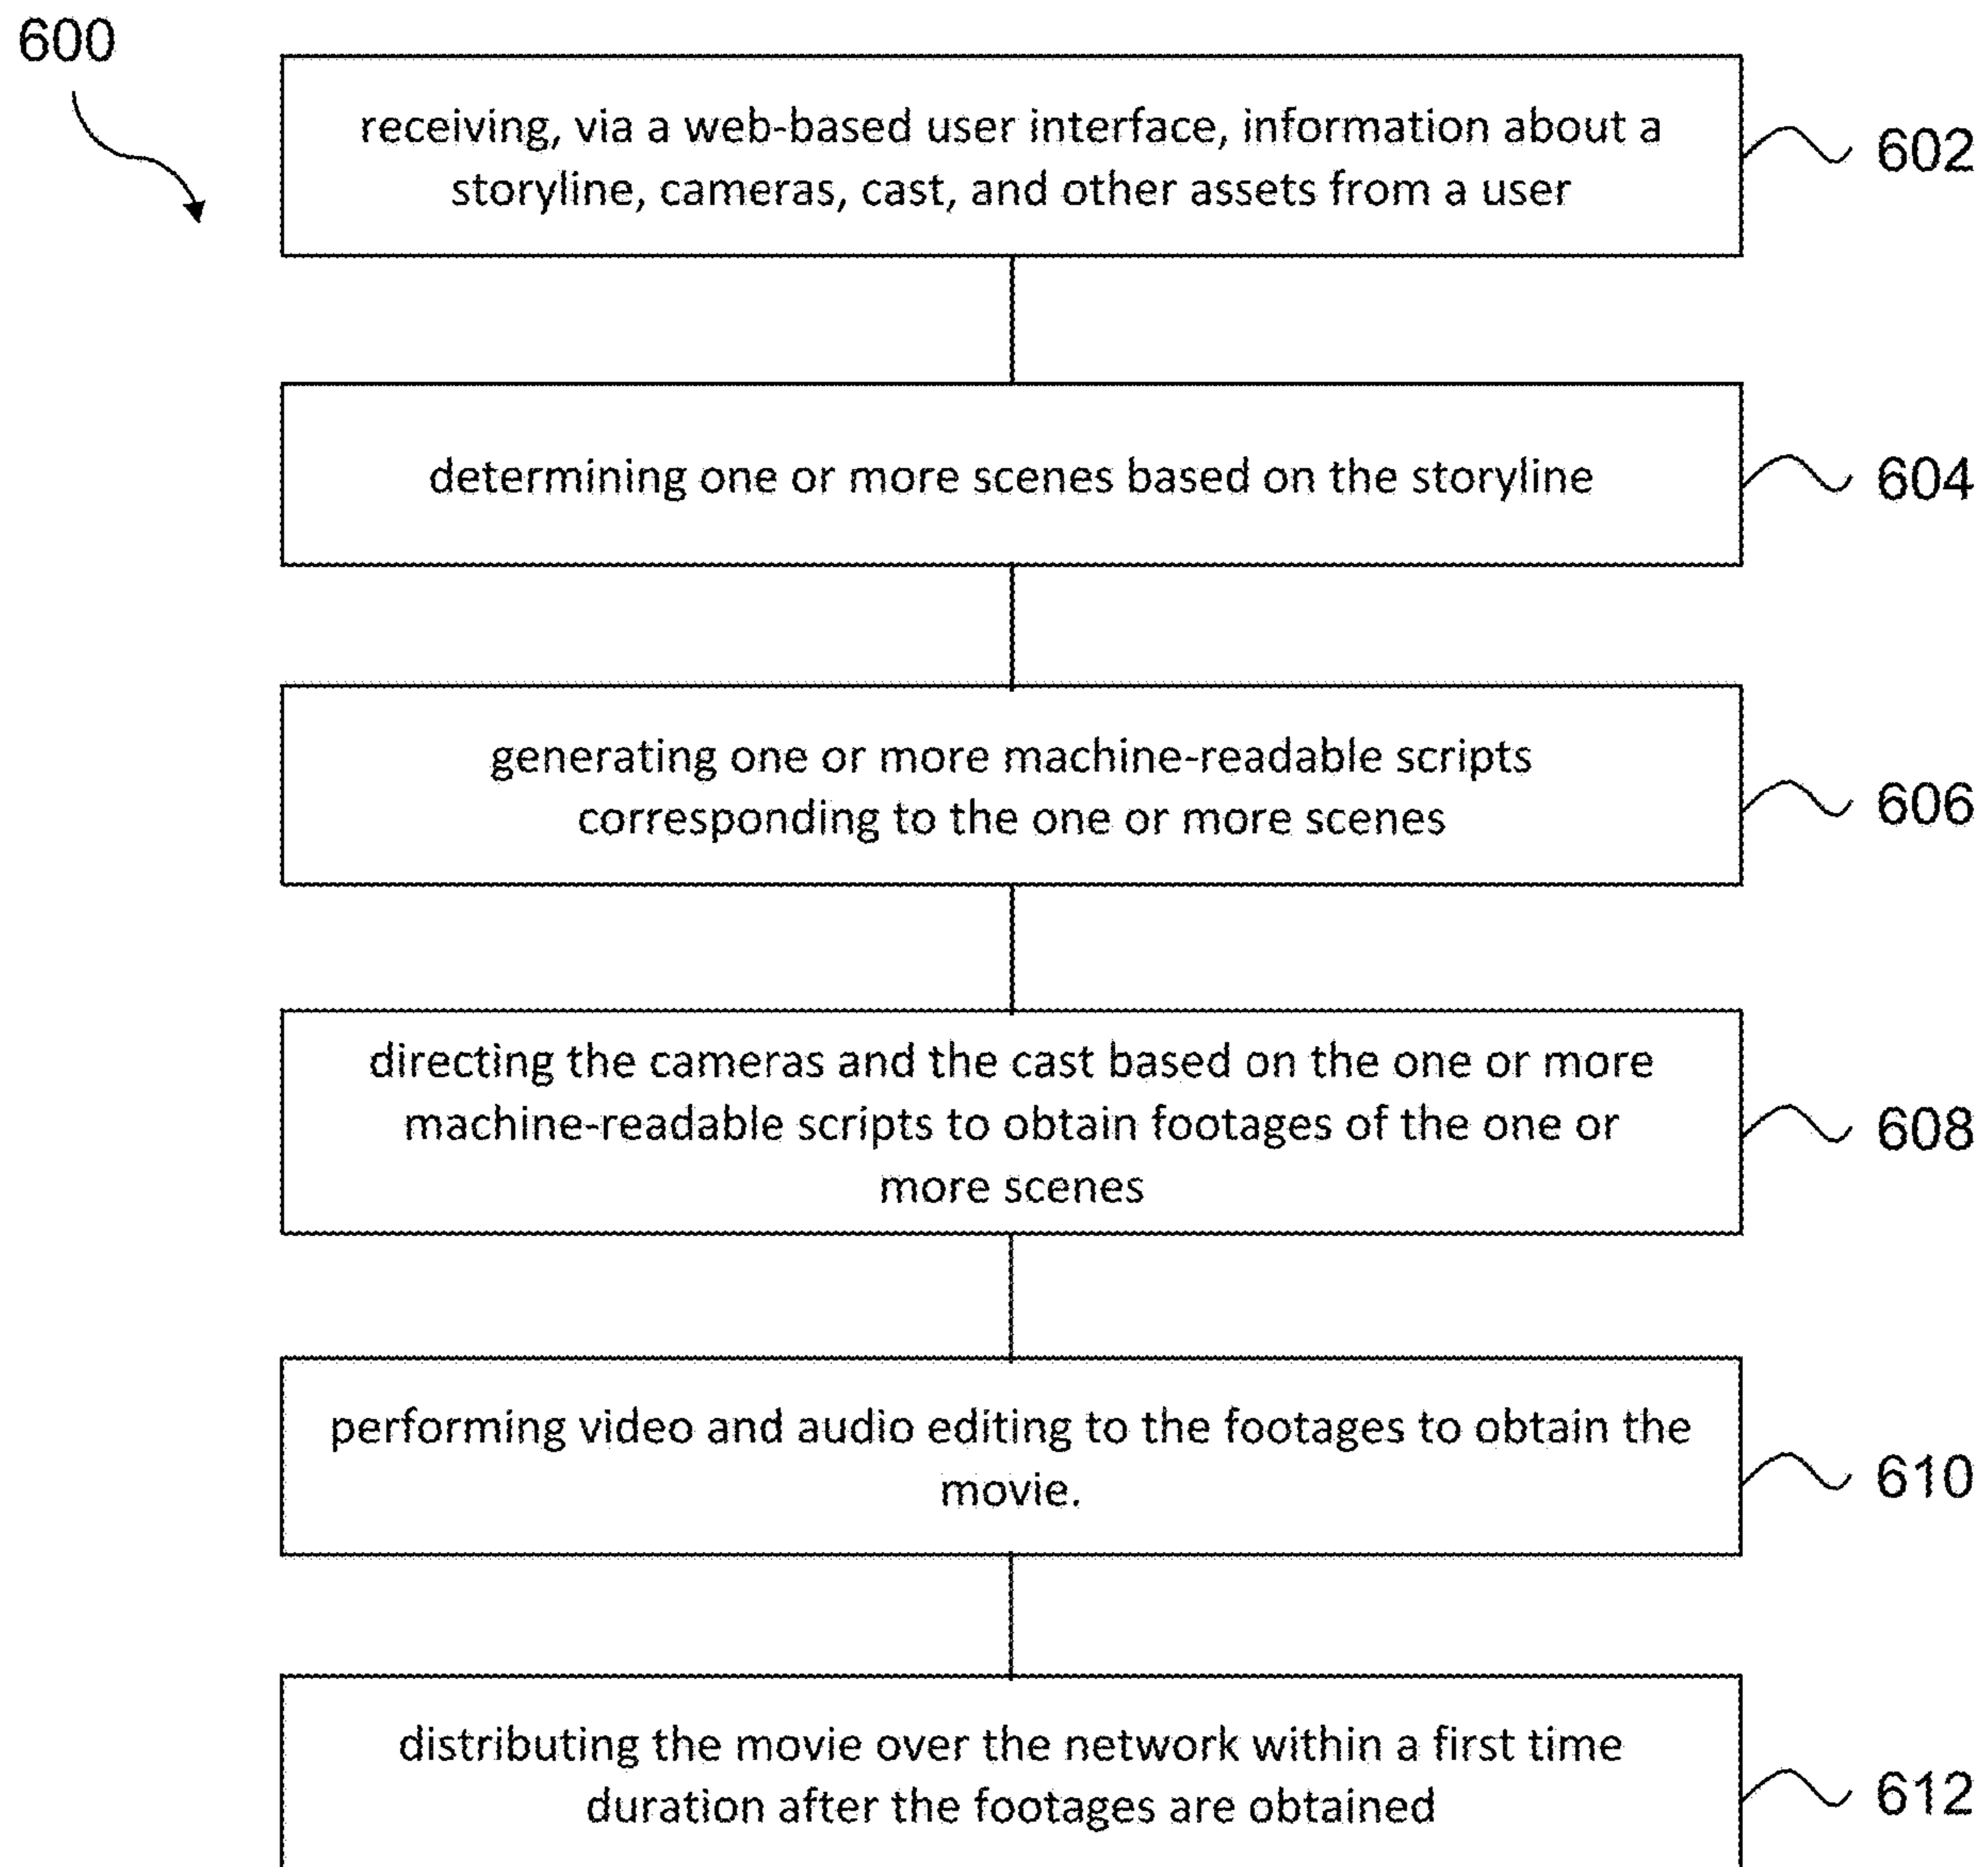 600
receiving, via a web-based user interface, information about a
storyline, cameras, cast, and other assets from a user
602
determining one or more scenes based on the storyline
604
generating one or more machine-readable scripts
corresponding to the one or more scenes
606
directing the cameras and the cast based on the one or more
machine-readable scripts to obtain footages of the one or
more scenes
608
performing video and audio editing to the footages to obtain the
movie.
610
distributing the movie over the network within a first time
duration after the footages are obtained
612